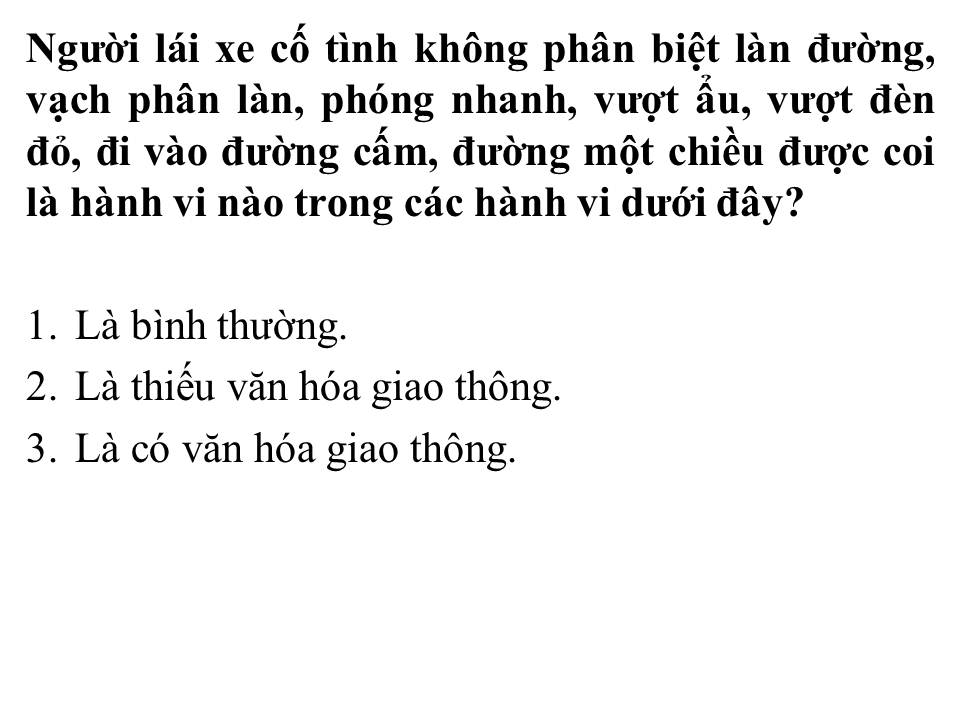 Người lái xe cố tình không phân biệt làn đường,
vạch phân làn, phóng nhanh, vượt ẩu, vượt đèn
đỏ, đi vào đường cấm, đường một chiều được coi
là hành vi nào trong các hành vi dưới đây?
1. Là bình thường.
2. Là thiếu văn hóa giao thông.
3. Là có văn hóa giao thông.